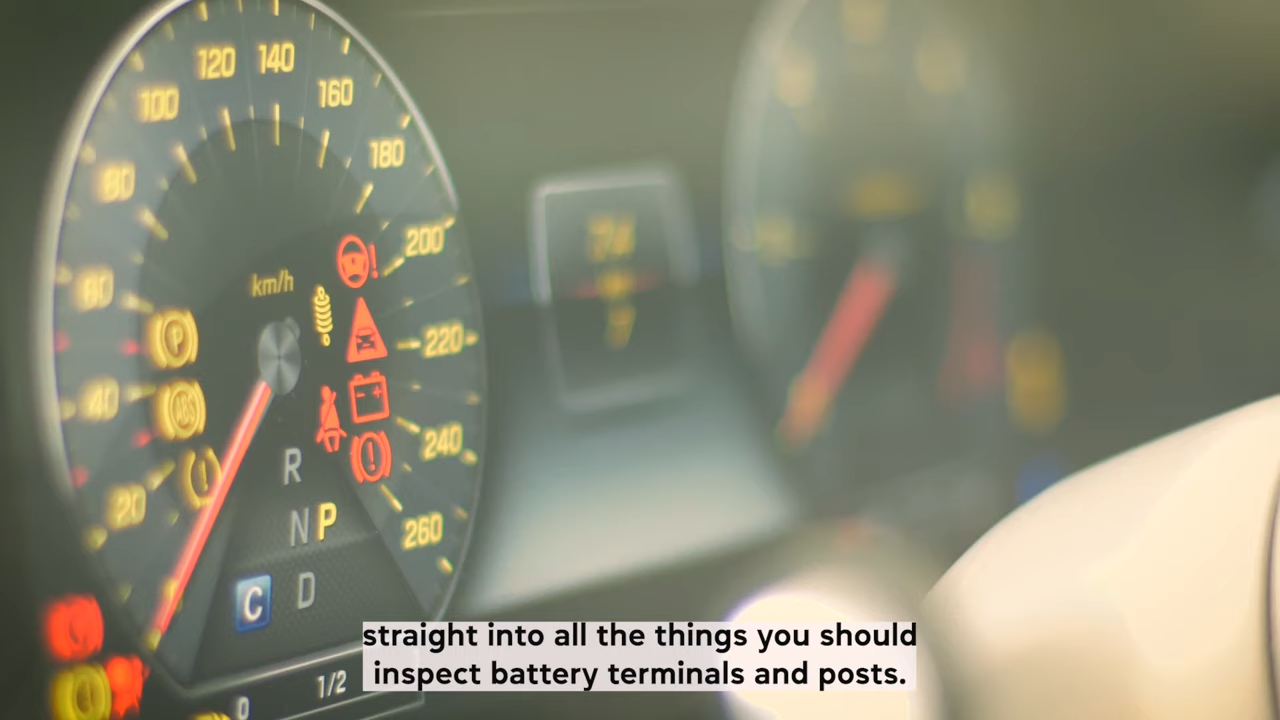 120 140
100 160
80 180
200
km/h
60
P
220
40
ABS
240
R
20
N P
260
C D
1/2
0
straight into all the things you should
inspect battery terminals and posts.